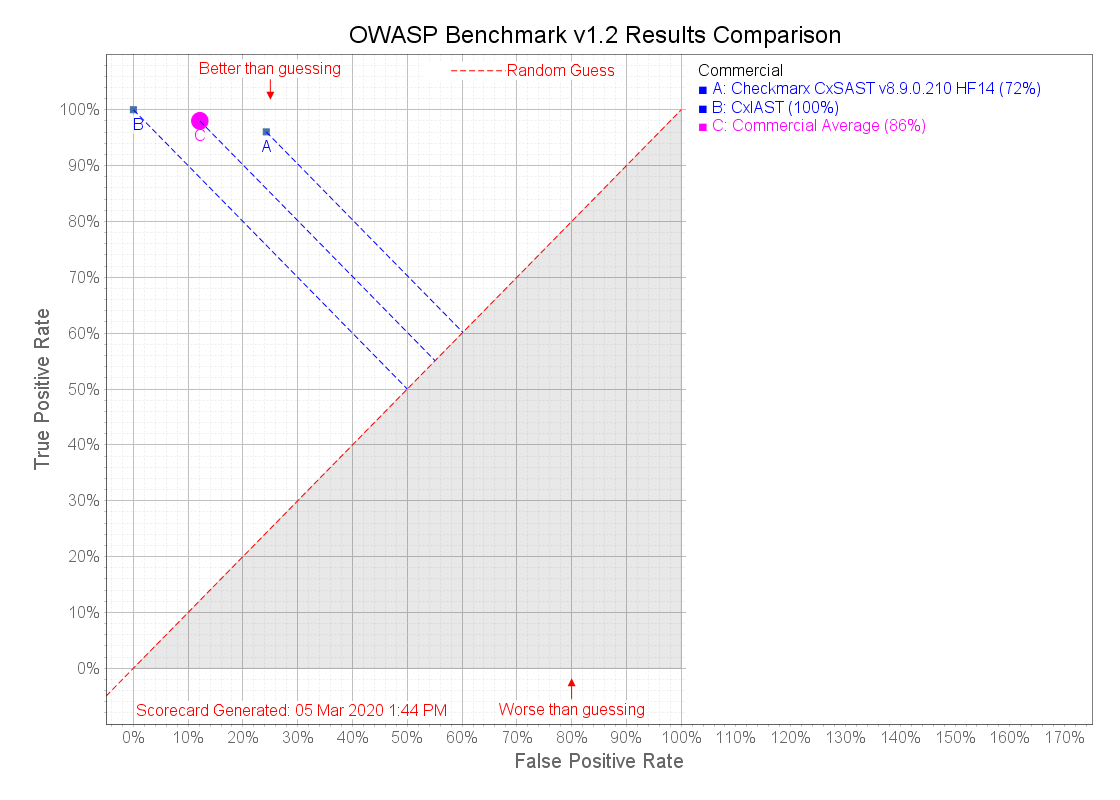 OWASP Benchmark v1.2 Results Comparison
Better than guessing
Random Guess
Commercial
A: Checkmarx CxSAST v8.9.0.210 HF14 (72%)
B: CxIAST (100%)
C: Commercial Average (86%)
B
C
A
True Positive Rate
100%
90%
80%
70%
60%
50%
40%
30%
20%
10%
0%
Scorecard Generated: 05 Mar 2020 1:44 PM
Worse than guessing
0% 10% 20% 30% 40% 50% 60% 70% 80% 90% 100% 110% 120% 130% 140% 150% 160% 170%
False Positive Rate